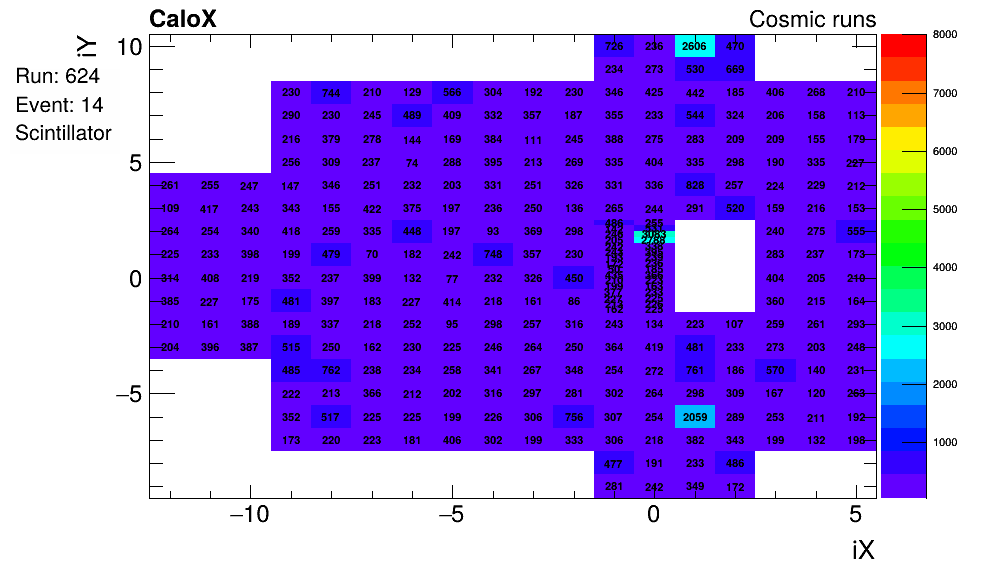 CaloX Cosmic runs
iY
Run: 624
Event: 14
Scintillator
10 726 236 2606 470 8000
234 273 530 669
230 744 210 129 566 304 192 230 346 425 442 185 406 268 210
7000
290 230 245 489 409 332 357 187 355 233 544 324 206 158 113
216 379 278 144 169 384 111 245 388 275 283 209 209 155 179
6000
5 256 309 237 74 268 395 213 269 335 404 335 298 190 335 227
261 255 247 147 346 251 232 203 331 251 326 331 336 828 257 224 229 212
5000
109 417 243 343 155 422 375 197 236 250 136 265 244 291 520 159 216 153
264 254 340 418 259 335 448 197 93 369 298 240 275 555
225 233 398 199 479 70 182 242 748 357 230 283 237 173
4000
0 314 408 219 352 237 399 132 77 232 326 450 404 205 210
385 227 175 481 397 183 227 414 218 161 86 162 225 360 215 164
3000
210 161 388 189 337 218 252 95 298 257 316 243 134 223 107 259 261 293
204 396 387 515 250 162 230 225 246 264 250 364 419 481 233 273 203 248
485 762 238 234 258 341 267 348 254 272 761 186 570 140 231
2000
−5 222 213 366 212 202 316 297 281 302 264 298 309 167 120 263
352 517 225 225 199 226 306 756 307 254 2059 289 253 211 192
1000
173 220 223 181 406 302 199 333 306 218 382 343 199 132 196
477 191 233 486
261 242 349 172
−10 −5 0 5
iX